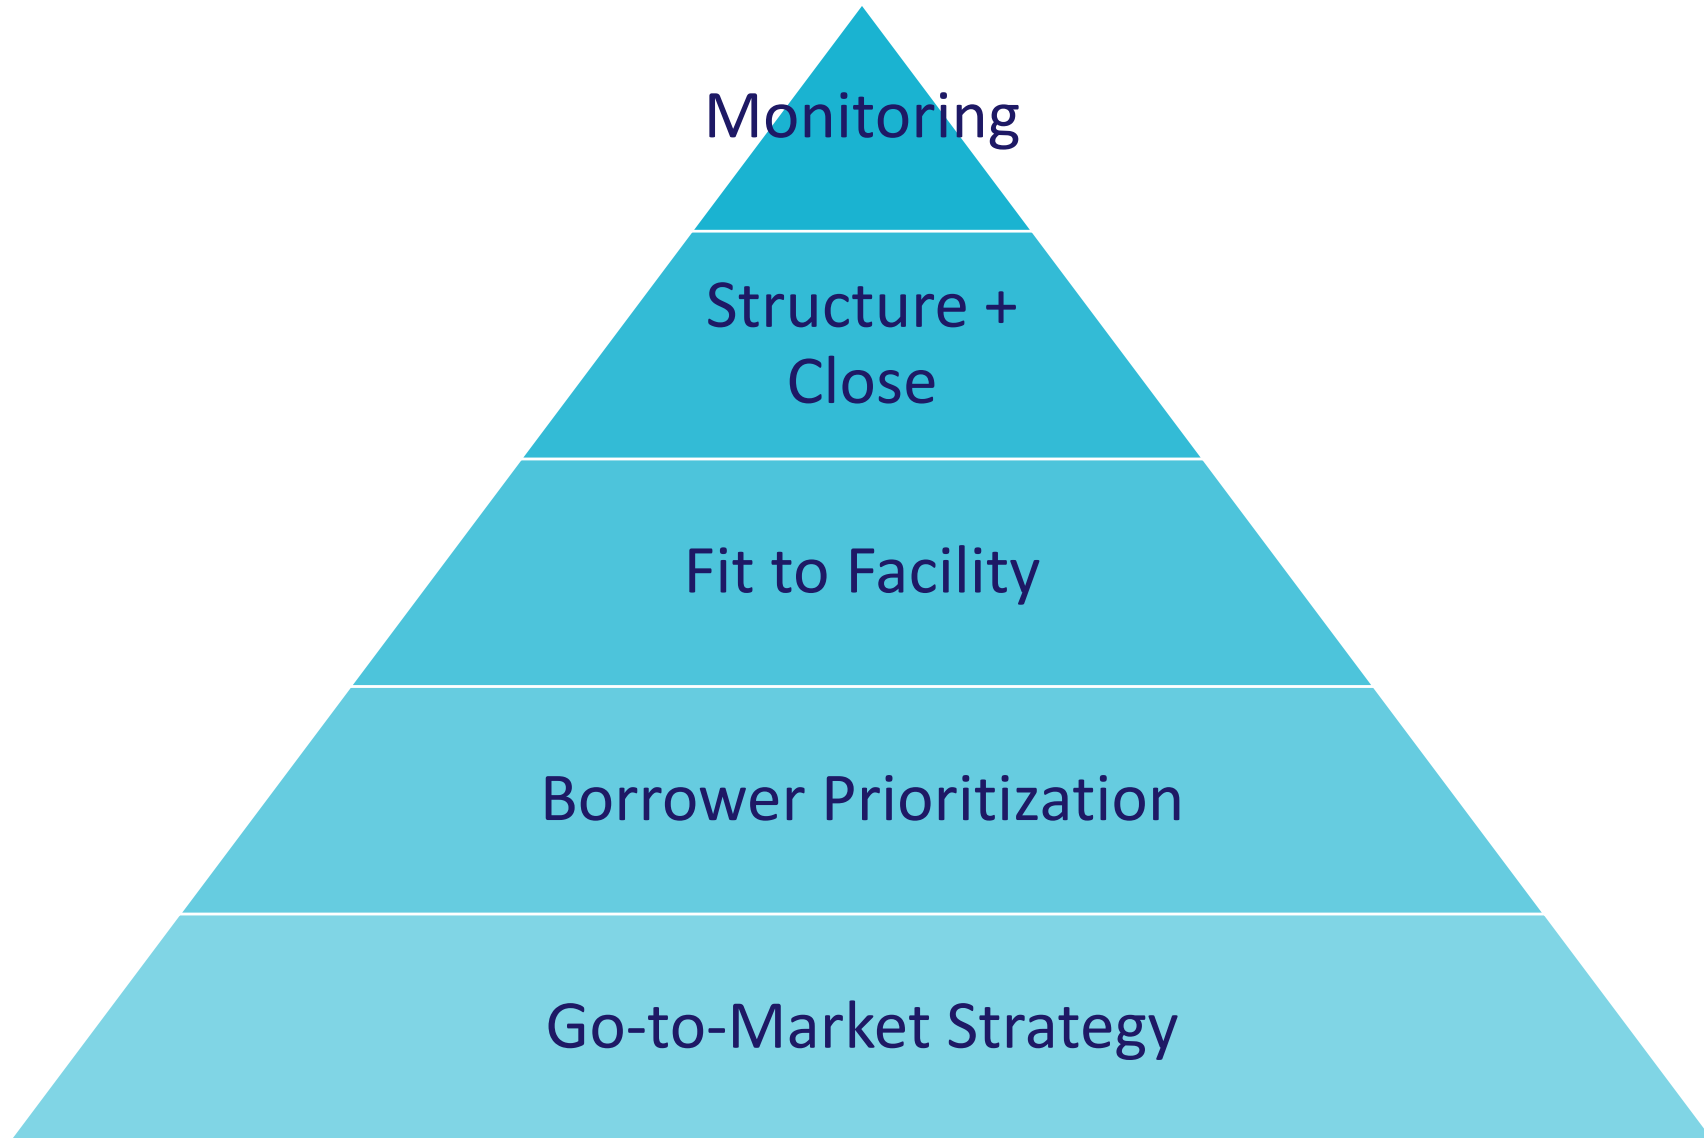 Monitoring
Structure +
Close
Fit to Facility
Borrower Prioritization
Go-to-Market Strategy